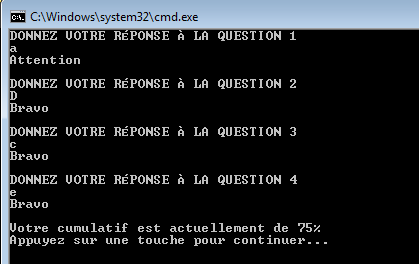 C:\Windows\system32\cmd.exe
DONNEZ VOTRE RÉPONSE À LA QUESTION 1
a
Attention
DONNEZ VOTRE RÉPONSE À LA QUESTION 2
D
Bravo
DONNEZ VOTRE RÉPONSE À LA QUESTION 3
c
Bravo
DONNEZ VOTRE RÉPONSE À LA QUESTION 4
e
Bravo
Votre cumulatif est actuellement de 75%
Appuyez sur une touche pour continuer...